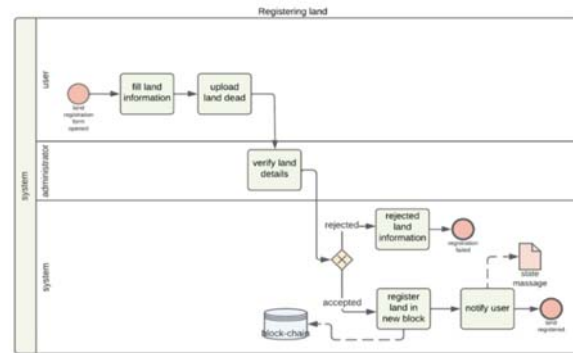 Registering land
system
user
land
registration
form
opened
fill land
information
upload
land dead
administrator
verify land
details
system
rejected
rejected
land
information
registration
failed
accepted
block-chain
register
land in
new block
notify user
state
massage
land
registered